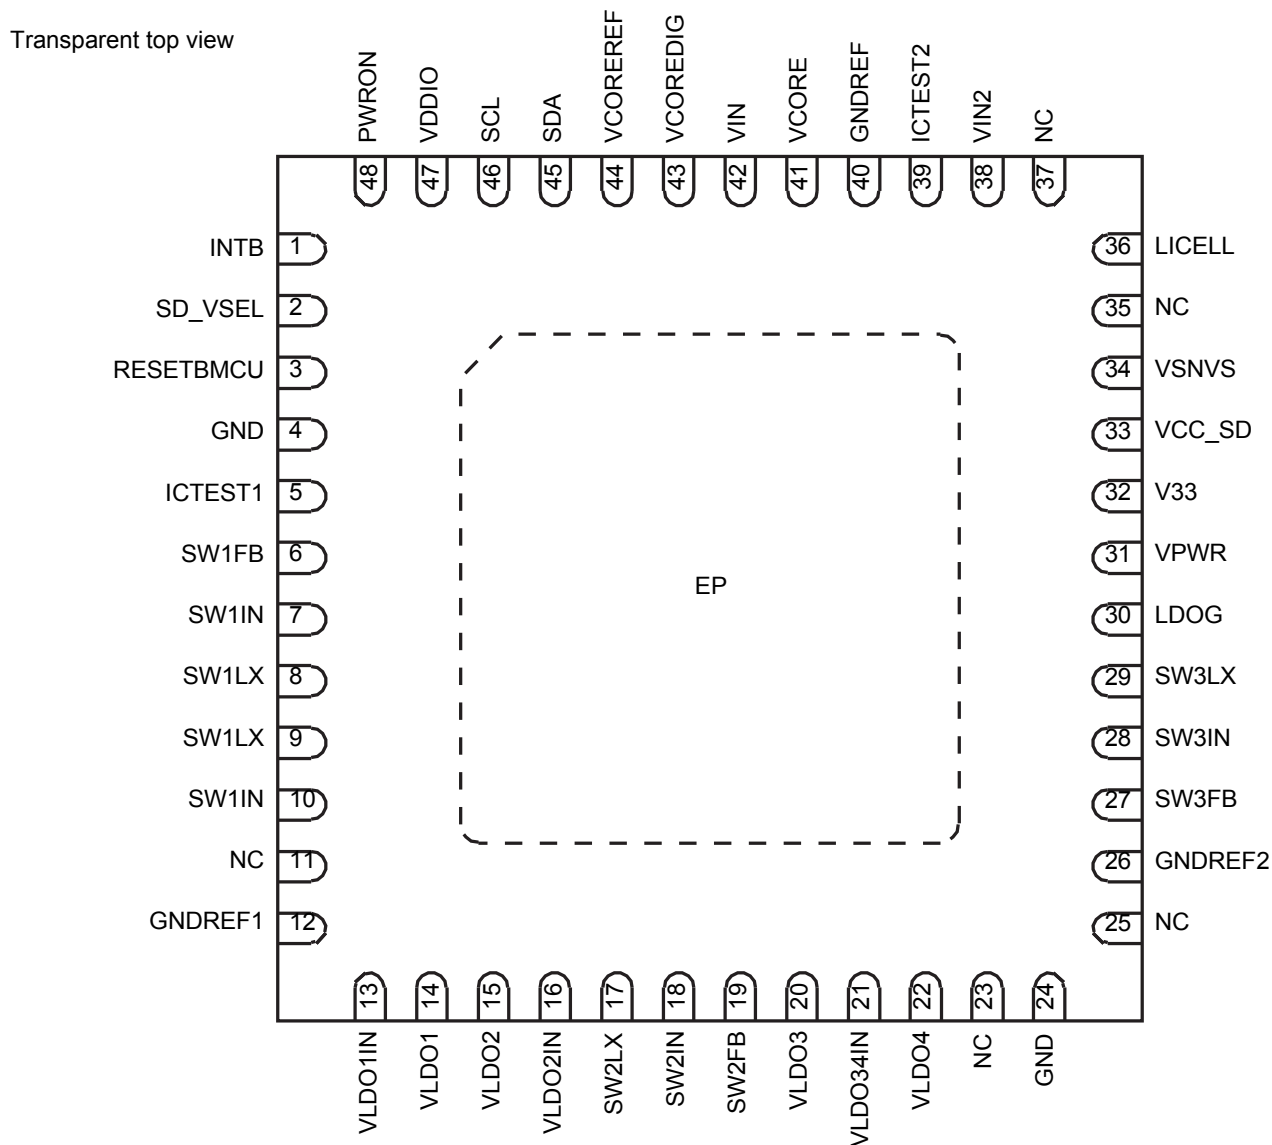 Transparent top view
PWRON
VDDIO
SCL
SDA
VCOREREF
VCOREDIG
VIN
VCORE
GNDREF
ICTEST2
VIN2
NC
48
47
46
45
44
43
42
41
40
39
38
37
INTB 1
SD_VSEL 2
RESETBMCU 3
GND 4
ICTEST1 5
SW1FB 6
SW1IN 7
SW1LX 8
SW1LX 9
SW1IN 10
NC 11
GNDREF1 12
EP
36 LICELL
35 NC
34 VSNVS
33 VCC_SD
32 V33
31 VPWR
30 LDOG
29 SW3LX
28 SW3IN
27 SW3FB
26 GNDREF2
25 NC
13
14
15
16
17
18
19
20
21
22
23
24
VLDO1IN
VLDO1
VLDO2
VLDO2IN
SW2LX
SW2IN
SW2FB
VLDO3
VLDO34IN
VLDO4
NC
GND